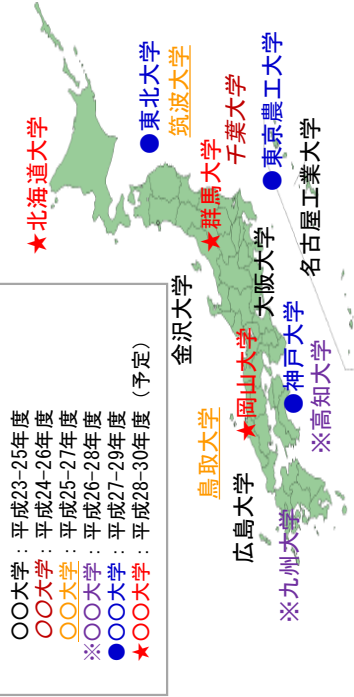 〇〇大学：平成23-25年度
〇〇大学：平成24-26年度
〇〇大学：平成25-27年度
※〇〇大学：平成26-28年度
●〇〇大学：平成27-29年度
★〇〇大学：平成28-30年度（予定）
★北海道大学
●東北大学
筑波大学
★群馬大学
千葉大学
●東京農工大学
名古屋工業大学
金沢大学
大阪大学
★岡山大学
●神戸大学
※高知大学
鳥取大学
広島大学
※九州大学